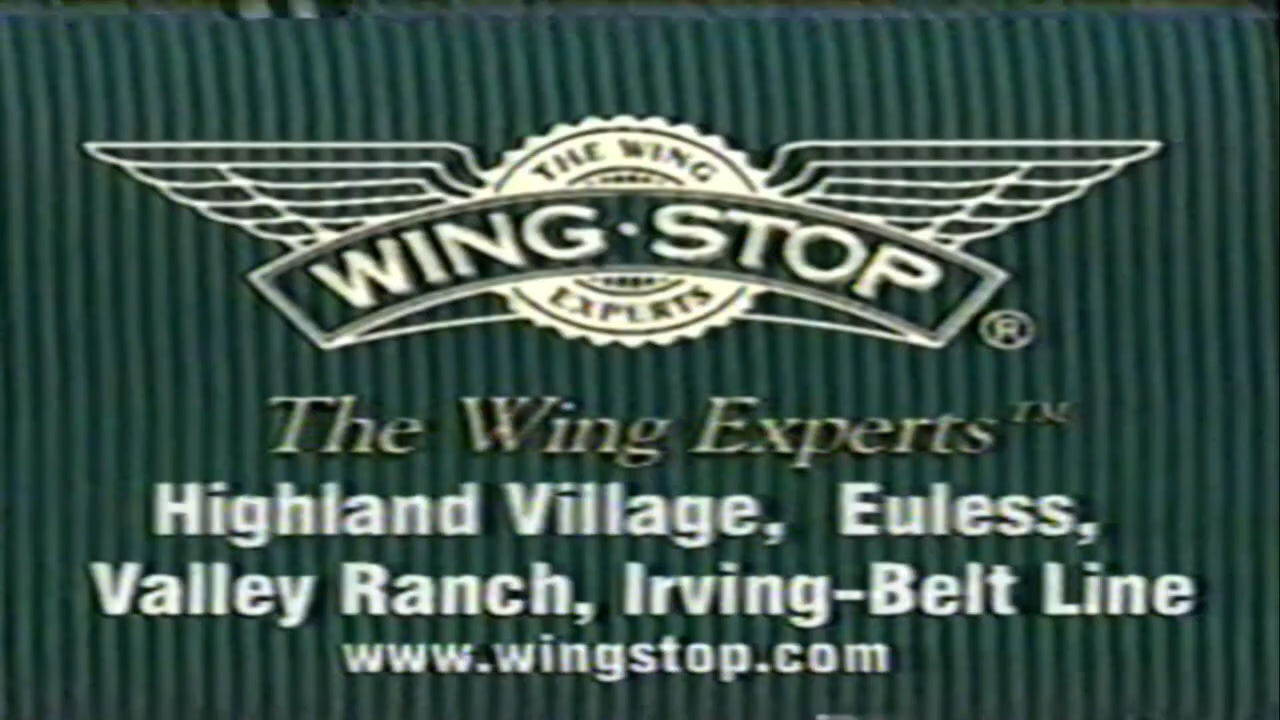 THE WING
WING·STOP
EXPERTS
®
The Wing Experts™
Highland Village, Euless,
Valley Ranch, Irving-Belt Line
www.wingstop.com